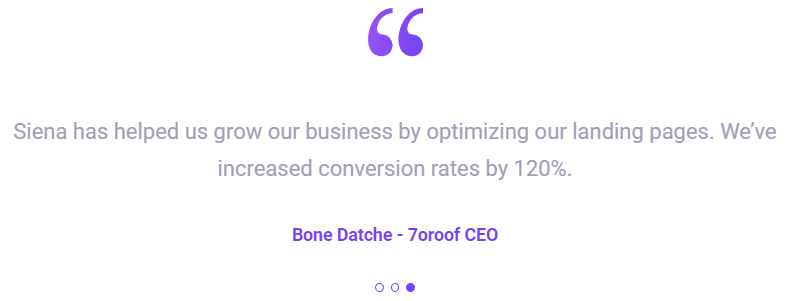 “
Siena has helped us grow our business by optimizing our landing pages. We’ve
increased conversion rates by 120%.
Bone Datche - 7oroof CEO